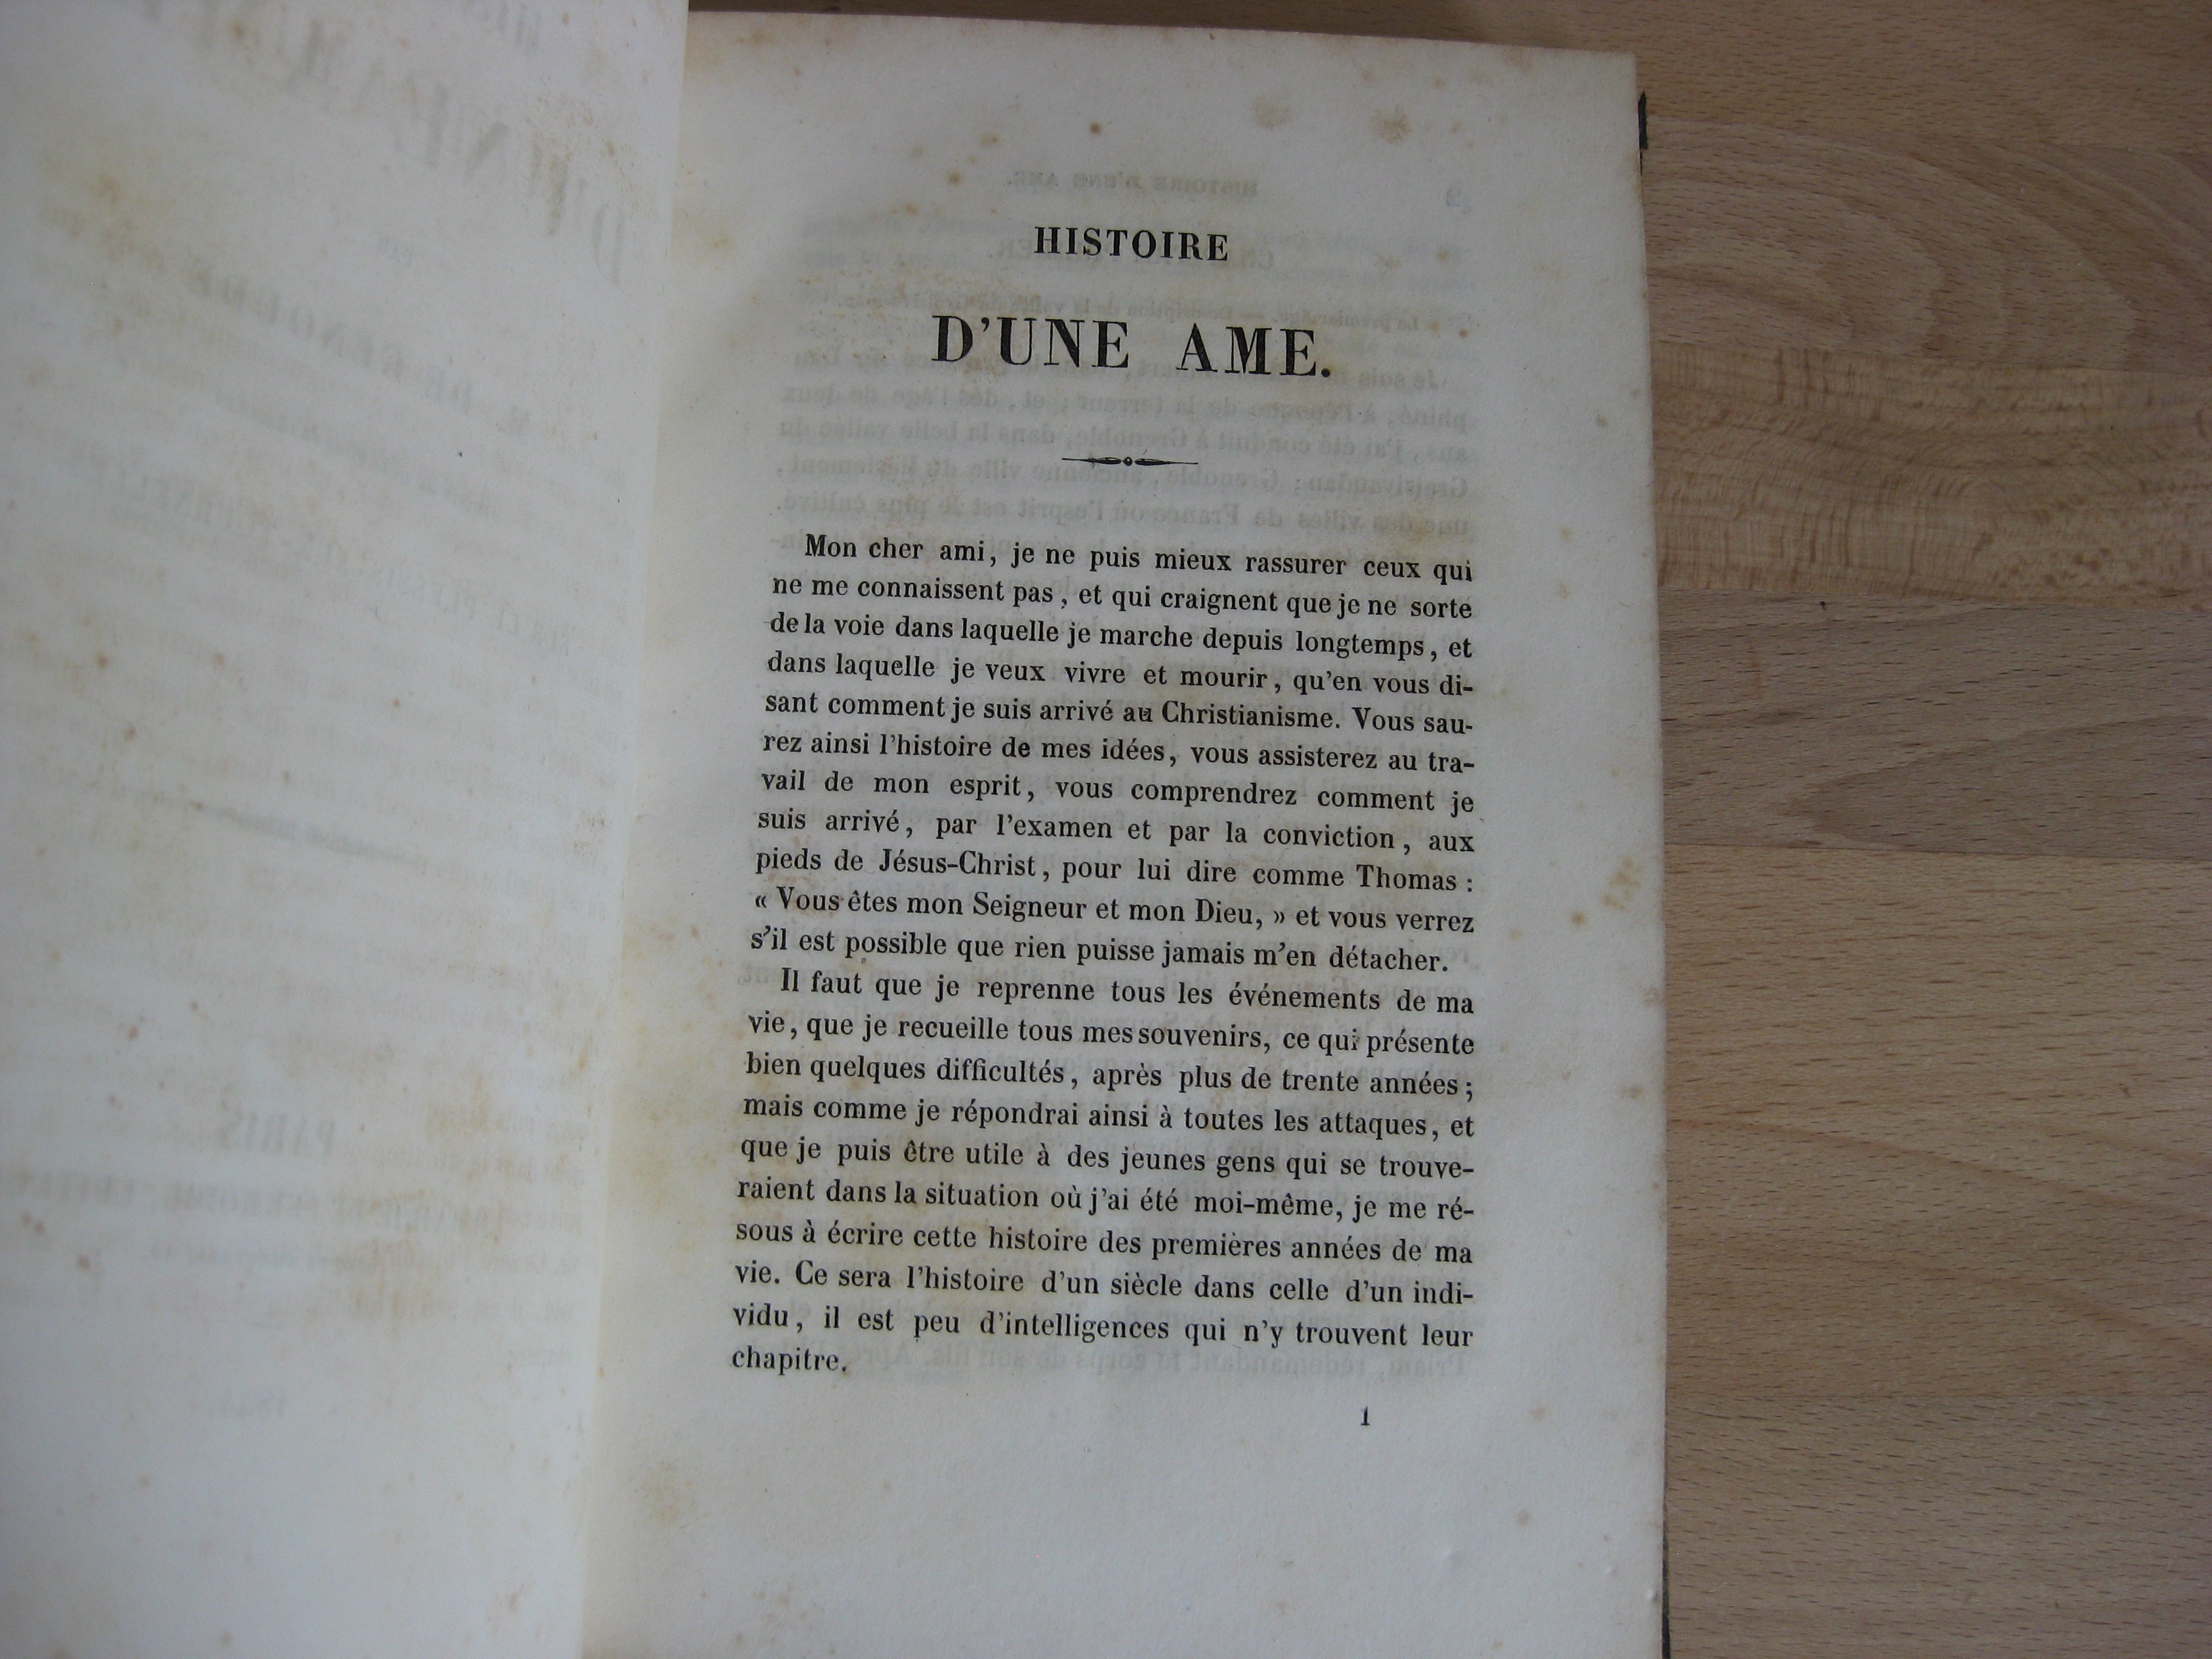 HISTOIRE
D'UNE AME.
Mon cher ami, je ne puis mieux rassurer ceux qui
ne me connaissent pas, et qui craignent que je ne sorte
de la voie dans laquelle je marche depuis longtemps, et
dans laquelle je veux vivre et mourir, qu'en vous di-
sant comment je suis arrivé au Christianisme. Vous sau-
rez ainsi l'histoire de mes idées, vous assisterez au tra-
vail de mon esprit, vous comprendrez comment je
suis arrivé, par l'examen et par la conviction, aux
pieds de Jésus-Christ, pour lui dire comme Thomas :
« Vous êtes mon Seigneur et mon Dieu, » et vous verrez
s'il est possible que rien puisse jamais m'en détacher.
Il faut que je reprenne tous les événements de ma
vie, que je recueille tous mes souvenirs, ce qui présente
bien quelques difficultés, après plus de trente années ;
mais comme je répondrai ainsi à toutes les attaques, et
que je puis être utile à des jeunes gens qui se trouve-
raient dans la situation où j'ai été moi-même, je me ré-
sous à écrire cette histoire des premières années de ma
vie. Ce sera l'histoire d'un siècle dans celle d'un indi-
vidu, il est peu d'intelligences qui n'y trouvent leur
chapitre.
1